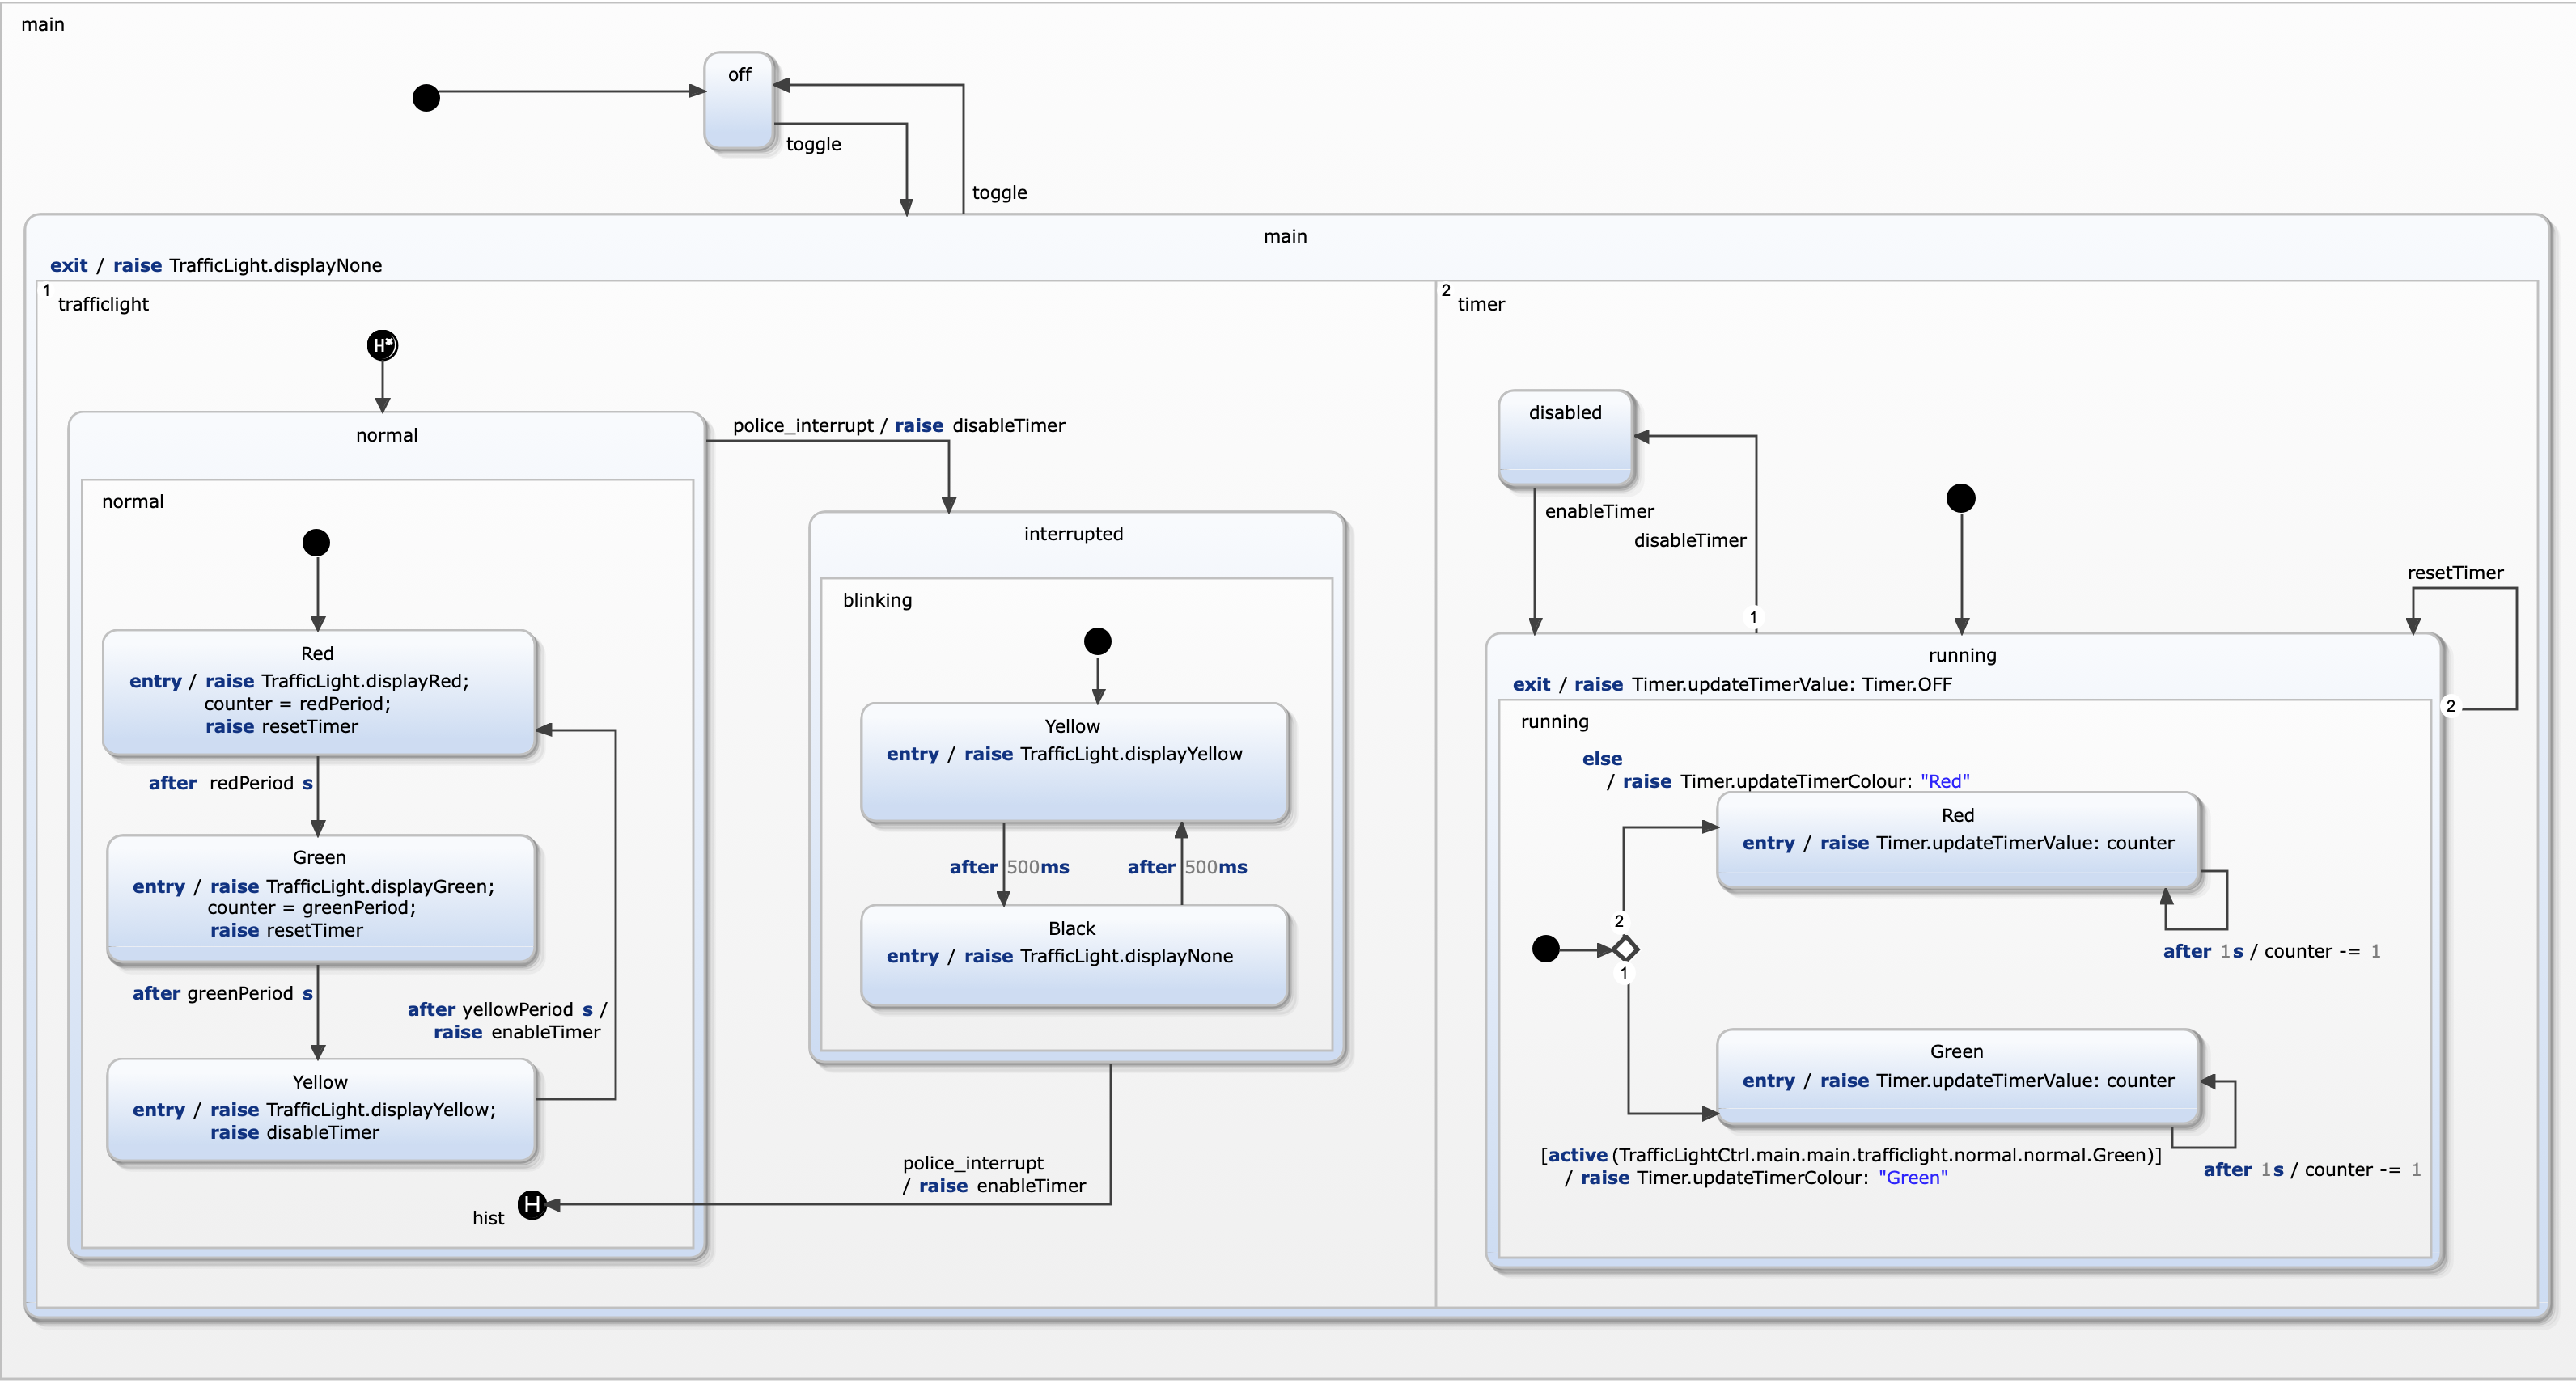 main
off
toggle
toggle
main
exit / raise TrafficLight.displayNone
1
trafficlight
H*
normal
police_interrupt / raise disableTimer
normal
Red
entry / raise TrafficLight.displayRed;
counter = redPeriod;
raise resetTimer
after redPeriod s
Green
entry / raise TrafficLight.displayGreen;
counter = greenPeriod;
raise resetTimer
after greenPeriod s
after yellowPeriod s /
raise enableTimer
Yellow
entry / raise TrafficLight.displayYellow;
raise disableTimer
hist
H
interrupted
blinking
Yellow
entry / raise TrafficLight.displayYellow
after 500ms
after 500ms
Black
entry / raise TrafficLight.displayNone
police_interrupt
/ raise enableTimer
2
timer
disabled
enableTimer
disableTimer
1
resetTimer
2
running
exit / raise Timer.updateTimerValue: Timer.OFF
running
else
/ raise Timer.updateTimerColour: "Red"
Red
entry / raise Timer.updateTimerValue: counter
2
1
after 1s / counter -= 1
Green
entry / raise Timer.updateTimerValue: counter
[active(TrafficLightCtrl.main.main.trafficlight.normal.normal.Green)]
/ raise Timer.updateTimerColour: "Green"
after 1s / counter -= 1